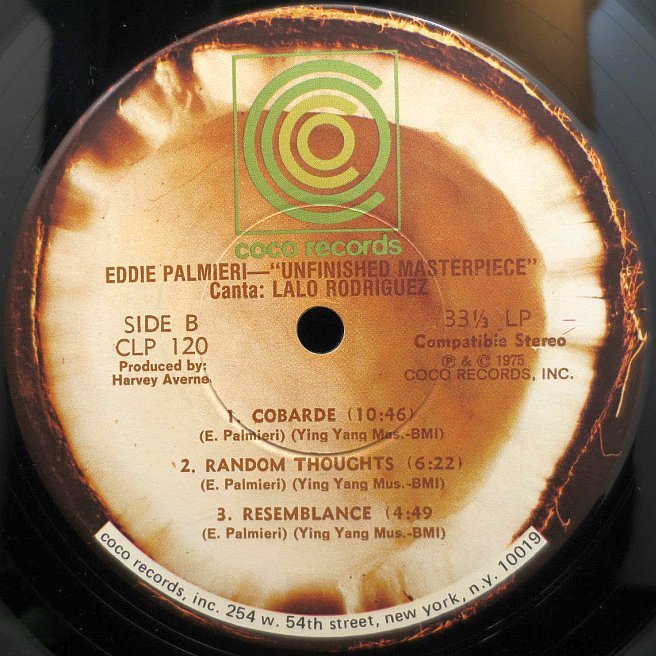 coco records
EDDIE PALMIERI—"UNFINISHED MASTERPIECE"
Canta: LALO RODRIGUEZ
SIDE B
CLP 120
Produced by:
Harvey Averne
33⅓ LP
Compatible Stereo
Ⓟ & © 1975
COCO RECORDS, INC.
1. COBARDE (10:46)
(E. Palmieri) (Ying Yang Mus.-BMI)
2. RANDOM THOUGHTS (6:22)
(E. Palmieri) (Ying Yang Mus.-BMI)
3. RESEMBLANCE (4:49
(E. Palmieri) (Ying Yang Mus.-BMI)
coco records, inc. 254 w. 54th street, new york, n.y. 10019